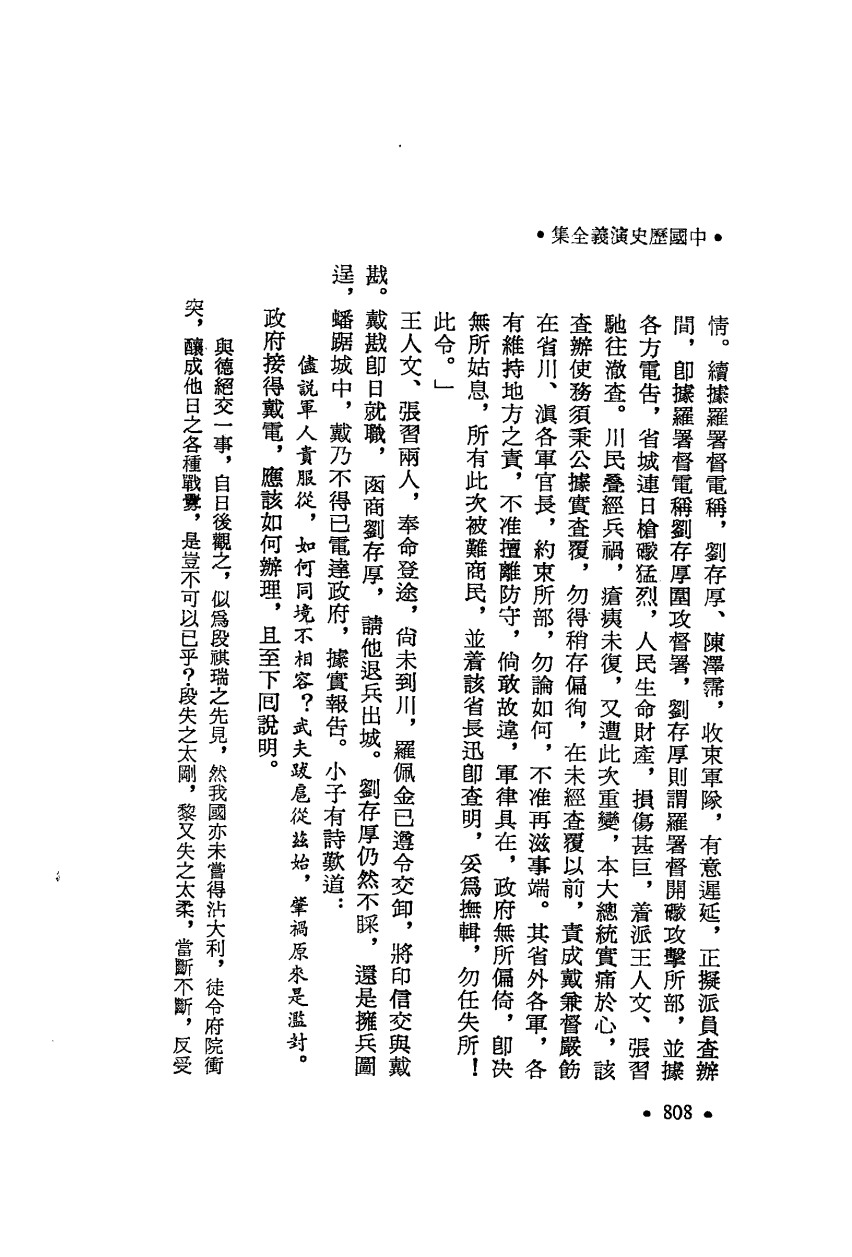 •中國歷史演義全集•
情。續據羅署督電稱，劉存厚、陳澤霈，收束軍隊，有意遲延，正擬派員查辦
間，卽據羅署督電稱劉存厚圍攻督署，劉存厚則謂羅署督開礮攻擊所部，並據
各方電告，省城連日槍礮猛烈，人民生命財產，損傷甚巨，着派王人文、張習
馳往澈查。川民疊經兵禍，瘡痍未復，又遭此次重變，本大總統實痛於心，該
查辦使務須秉公據實查覆，勿得稍存偏徇，在未經查覆以前，責成戴兼督嚴飭
在省川、滇各軍官長，約束所部，勿論如何，不准再滋事端。其省外各軍，各
有維持地方之責，不准擅離防守，倘敢故違，軍律具在，政府無所偏倚，卽決
無所姑息，所有此次被難商民，並着該省長迅卽查明，妥爲撫輯，勿任失所！
此令。」
王人文、張習兩人，奉命登途，尙未到川，羅佩金已遵令交卸，將印信交與戴
戡。戴戡卽日就職，函商劉存厚，請他退兵出城。劉存厚仍然不睬，還是擁兵圖
逞，蟠踞城中，戴乃不得已電達政府，據實報告。小子有詩歎道：
儘說軍人貴服從，如何同境不相容？武夫跋扈從茲始，肇禍原來是濫封。
政府接得戴電，應該如何辦理，且至下囘說明。
與德絕交一事，自日後觀之，似爲段祺瑞之先見，然我國亦未嘗得沾大利，徒令府院衝
突，釀成他日之各種戰釁，是豈不可以已乎？段失之太剛，黎又失之太柔，當斷不斷，反受
•808•